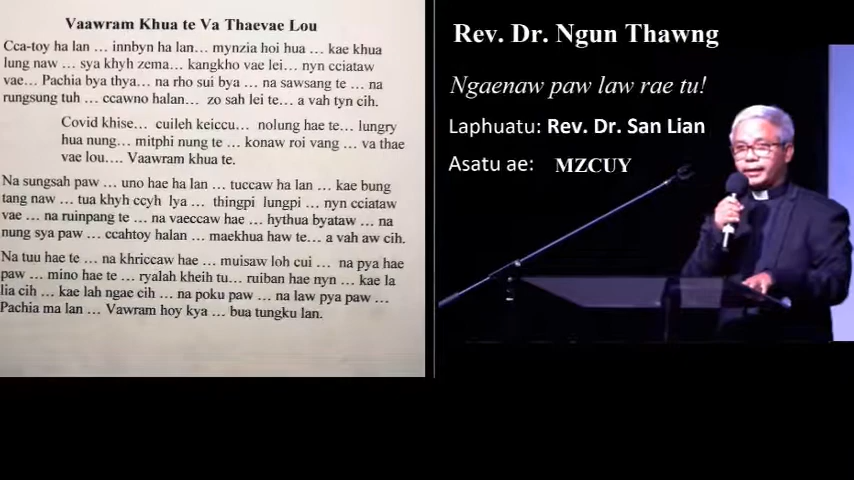 Vaawram Khua te Va Thaevae Lou
Cca-toy ha lan … innbyn ha lan… mynzia hoi hua … kae khua
lung naw … sya khyh zema… kangkho vae lei… nyn cciataw
vae… Pachia bya thya… na rho sui bya … na sawsang te … na
rungsung tuh … ccawno halan… zo sah lei te… a vah tyn cih.
Covid khise… cuileh keiccu… nolung hae te… lungry
hua nung… mitphi nung te … konaw roi vang … va thae
vae lou…. Vaawram khua te.
Na sungsah paw … uno hae ha lan … tuccaw ha lan … kae bung
tang naw … tua khyh ccyh lya … thingpi lungpi … nyn cciataw
vae … na ruinpang te … na vaeccaw hae … hythua byataw … na
nung sya paw … ccahtoy halan … maekhua haw te… a vah aw cih.
Na tuu hae te … na khriccaw hae … muisaw loh cui … na pya hae
paw … mino hae te … ryalah kheih tu… ruiban hae nyn … kae la
lia cih … kae lah ngae cih … na poku paw … na law pya paw …
Pachia ma lan … Vawram hoy kya … bua tungku lan.
Rev. Dr. Ngun Thawng
Ngaenaw paw law rae tu!
Laphuatu: Rev. Dr. San Lian
Asatu ae: MZCUY